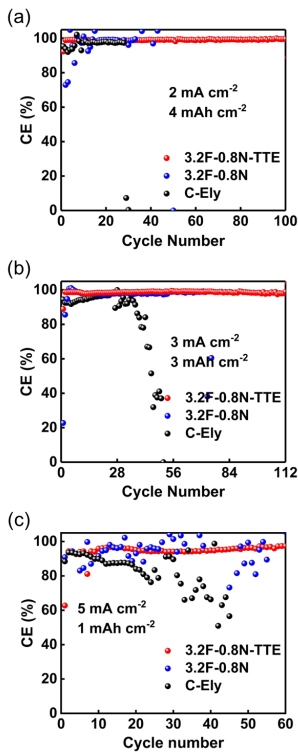 (a)
100
80
60
40
20
0
CE (%)
2 mA cm⁻²
4 mAh cm⁻²
3.2F-0.8N-TTE
3.2F-0.8N
C-Ely
0 20 40 60 80 100
Cycle Number
(b)
100
80
60
40
20
0
CE (%)
3 mA cm⁻²
3 mAh cm⁻²
3.2F-0.8N-TTE
3.2F-0.8N
C-Ely
0 28 56 84 112
Cycle Number
(c)
100
80
60
40
20
0
CE (%)
5 mA cm⁻²
1 mAh cm⁻²
3.2F-0.8N-TTE
3.2F-0.8N
C-Ely
0 10 20 30 40 50 60
Cycle number